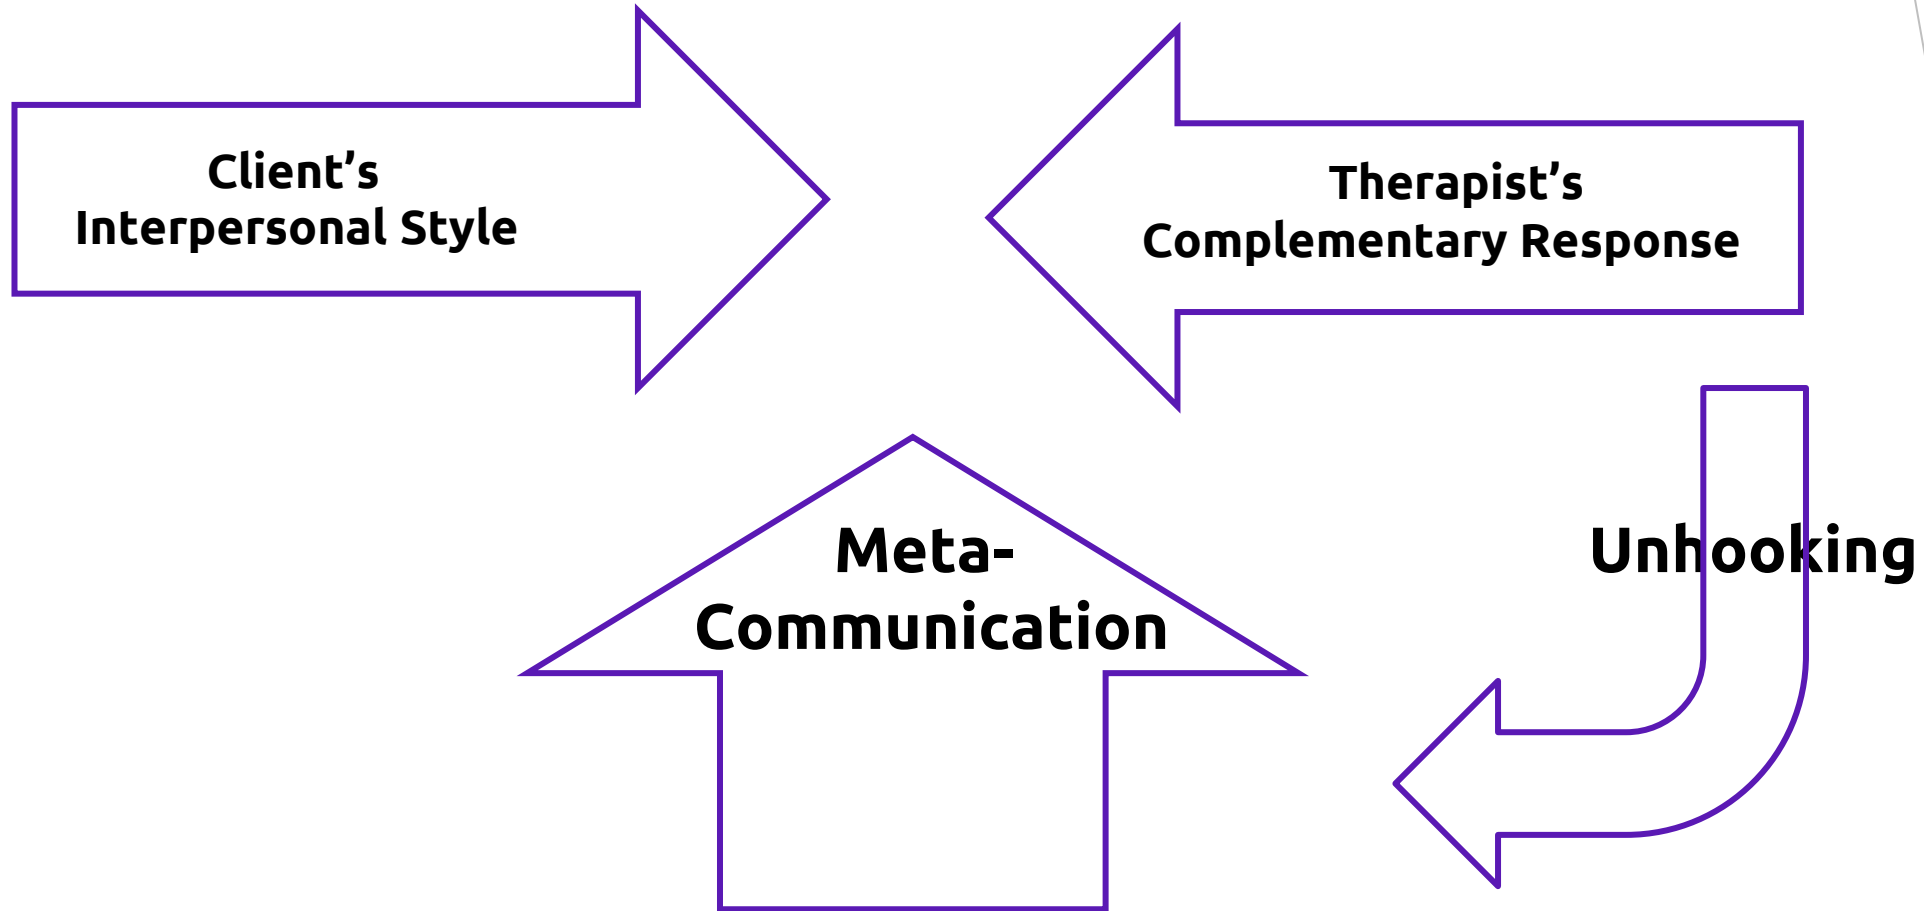 Client’s
Interpersonal Style
Therapist’s
Complementary Response
Meta-
Communication
Unhooking